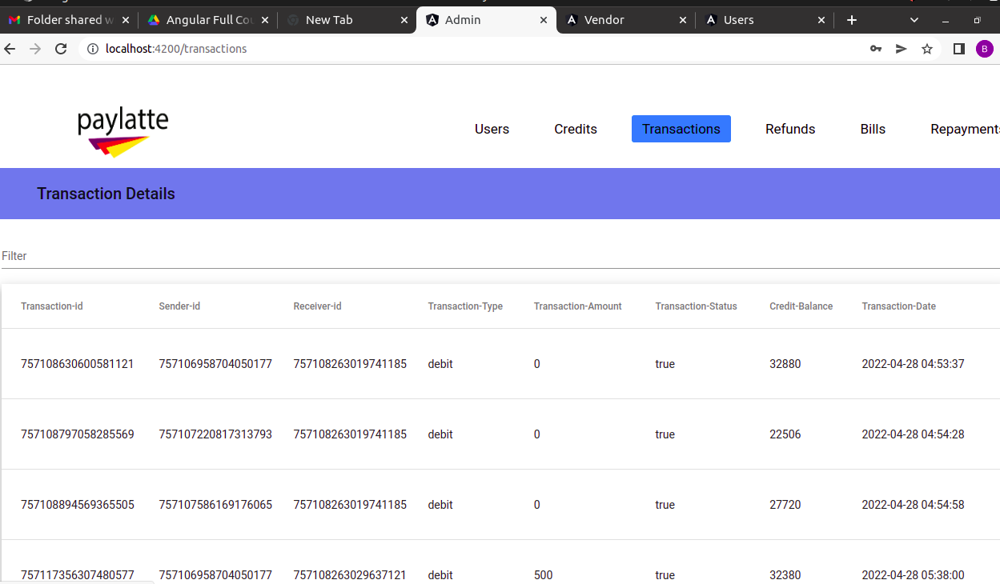 Folder shared w
Angular Full Cou
New Tab
Admin
Vendor
Users
localhost:4200/transactions
B
paylatte
Users
Credits
Transactions
Refunds
Bills
Repayments
Transaction Details
Filter
Transaction-id Sender-id Receiver-id Transaction-Type Transaction-Amount Transaction-Status Credit-Balance Transaction-Date
757108630600581121 757106958704050177 757108263019741185 debit 0 true 32880 2022-04-28 04:53:37
757108797058285569 757107220817313793 757108263019741185 debit 0 true 22506 2022-04-28 04:54:28
757108894569365505 757107586169176065 757108263019741185 debit 0 true 27720 2022-04-28 04:54:58
757117356307480577 757106958704050177 757108263029637121 debit 500 true 32380 2022-04-28 05:38:00